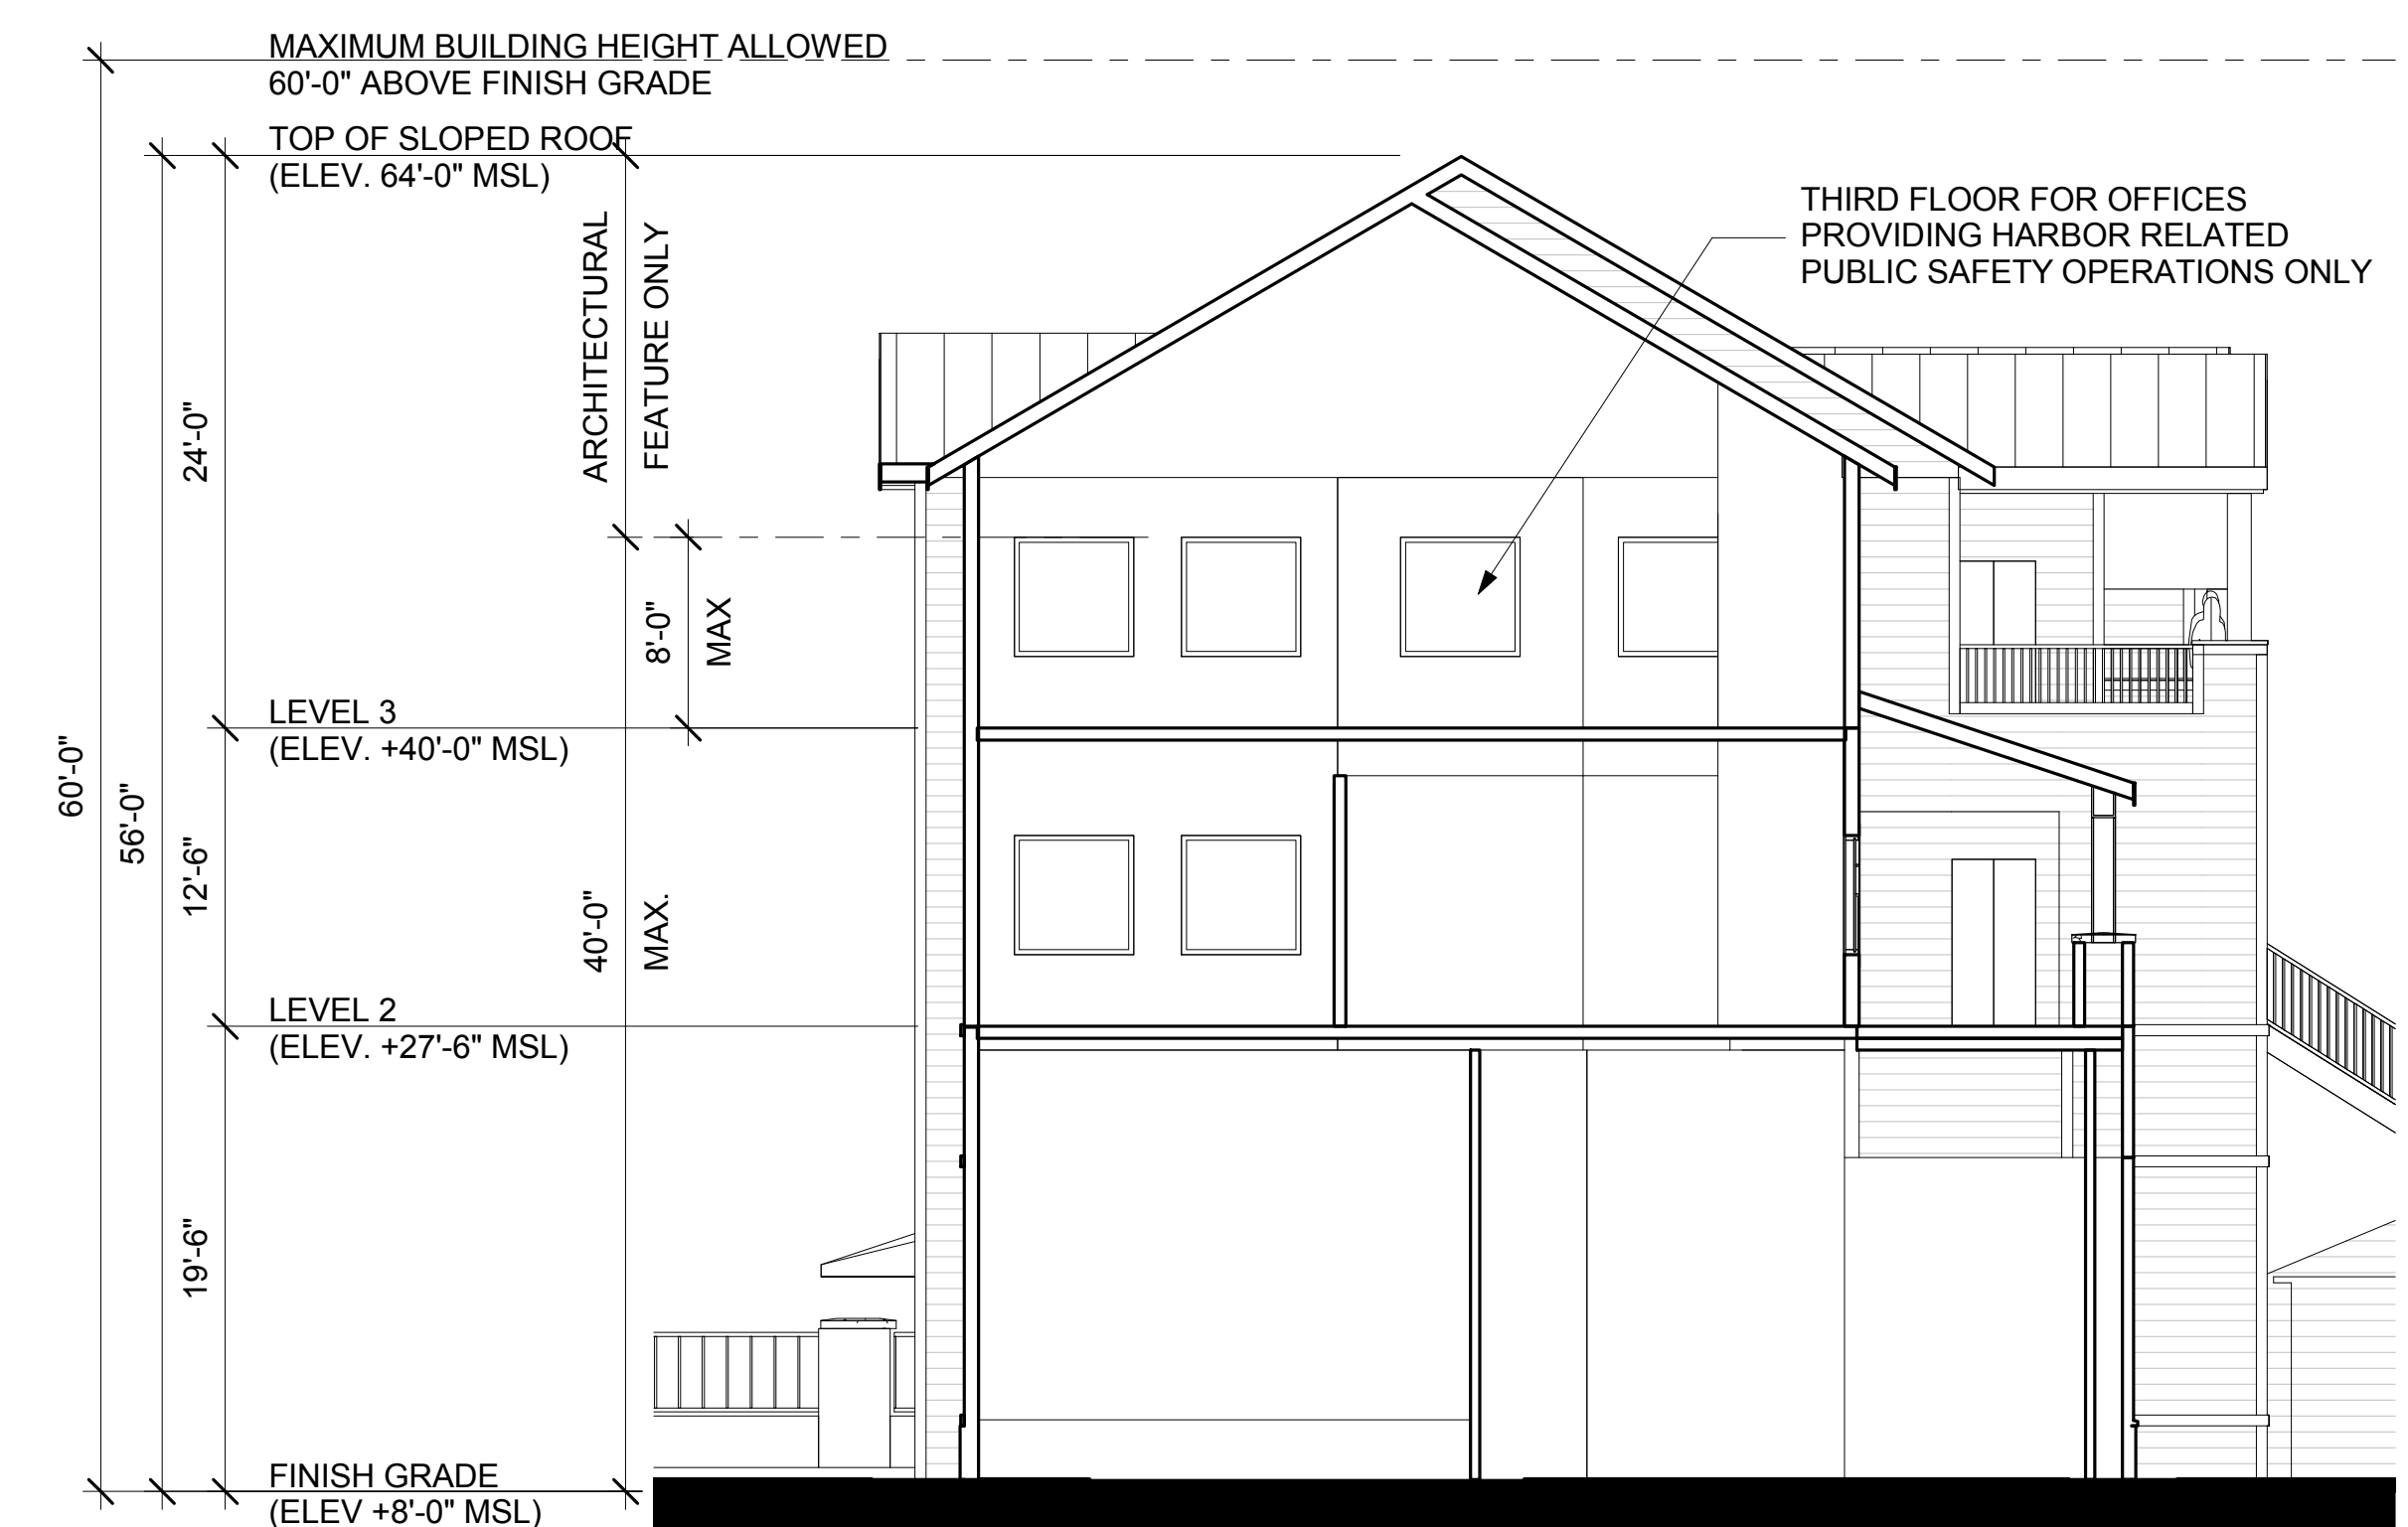 MAXIMUM BUILDING HEIGHT ALLOWED
60'-0" ABOVE FINISH GRADE
TOP OF SLOPED ROOF
(ELEV. 64'-0" MSL)
THIRD FLOOR FOR OFFICES
PROVIDING HARBOR RELATED
PUBLIC SAFETY OPERATIONS ONLY
ARCHITECTURAL
FEATURE ONLY
24'-0"
8'-0"
MAX
LEVEL 3
(ELEV. +40'-0" MSL)
60'-0"
56'-0"
12'-6"
40'-0"
MAX.
LEVEL 2
(ELEV. +27'-6" MSL)
19'-6"
FINISH GRADE
(ELEV +8'-0" MSL)